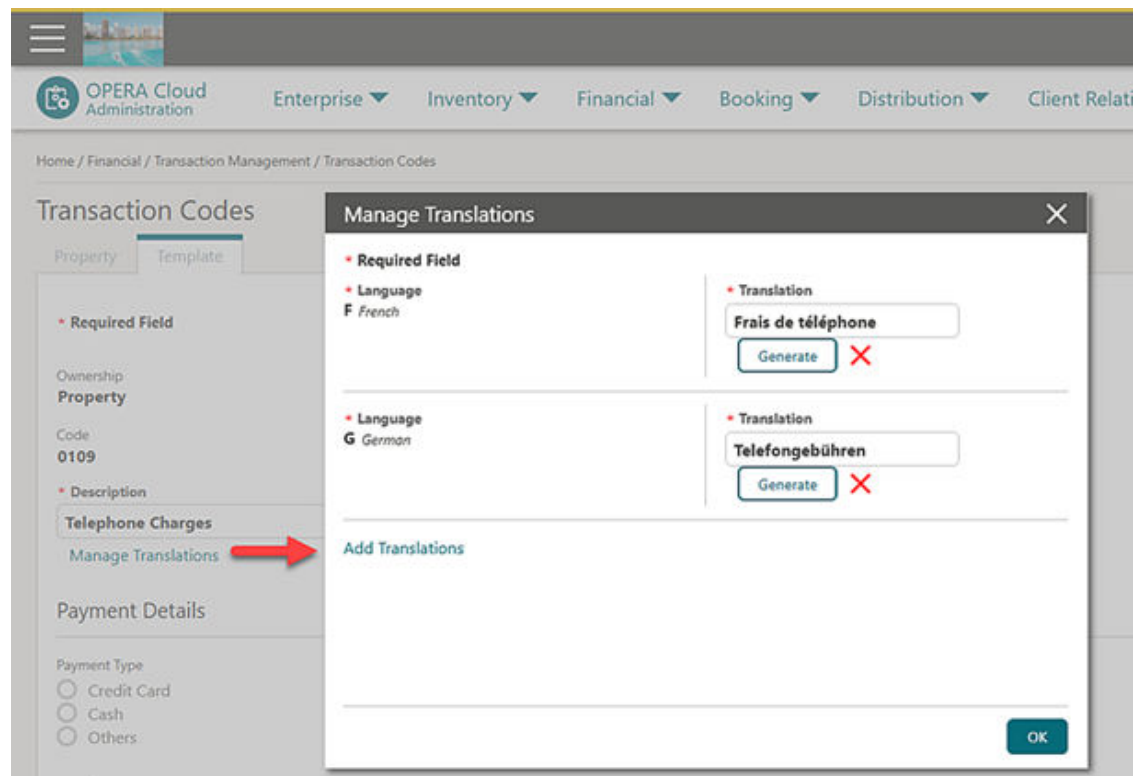 OPERA Cloud
Administration
Enterprise
Inventory
Financial
Booking
Distribution
Client Relati
Home / Financial / Transaction Management / Transaction Codes
Transaction Codes
Property
Template
* Required Field
Ownership
Property
Code
0109
* Description
Telephone Charges
Manage Translations
Payment Details
Payment Type
Credit Card
Cash
Others
Manage Translations
* Required Field
* Language
F French
* Translation
Frais de téléphone
Generate
* Language
G German
* Translation
Telefongebühren
Generate
Add Translations
OK